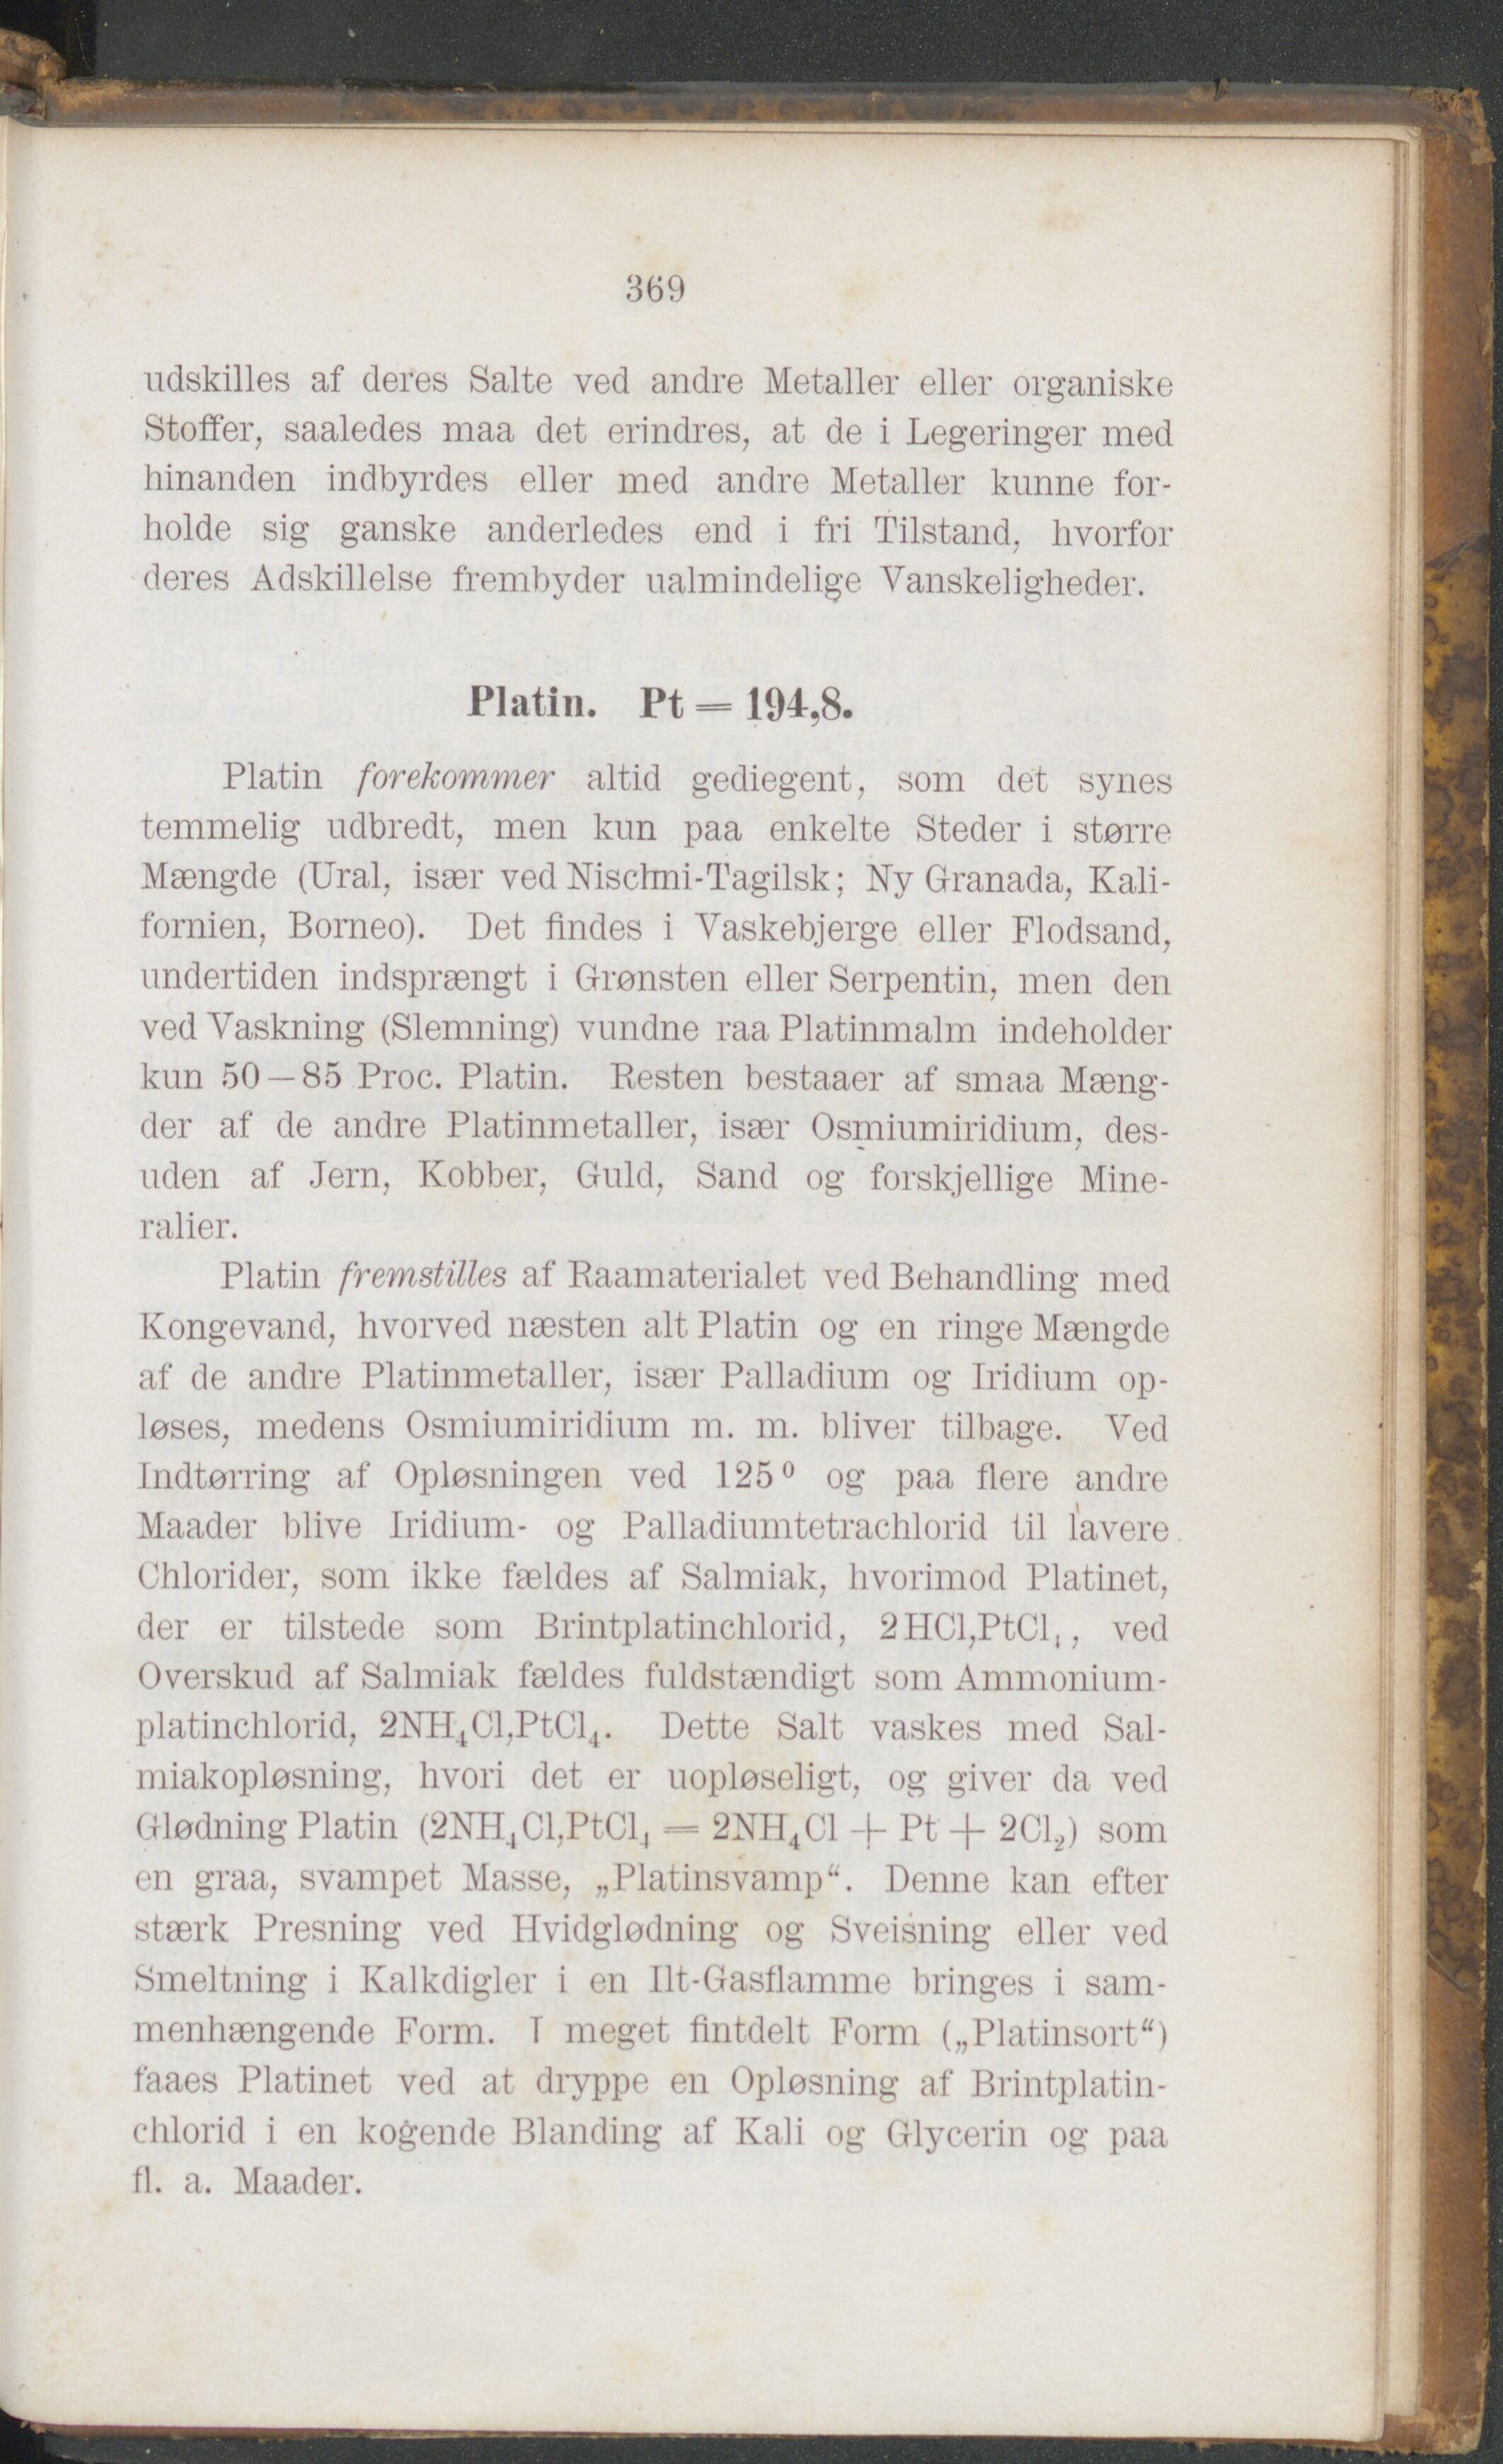 369
udskilles af deres Salte ved andre Metaller eller organiske
Stoffer, saaledes maa det erindres, at de i Legeringer med
hinanden indbyrdes eller med andre Metaller kunne for-
holde sig ganske anderledes end i fri Tilstand, hvorfor
deres Adskillelse frembyder ualmindelige Vanskeligheder.
Platin. Pt = 194,8.
Platin forekommer altid gediegent, som det synes
temmelig udbredt, men kun paa enkelte Steder i større
Mængde (Ural, især ved Nischni-Tagilsk; Ny Granada, Kali-
fornien, Borneo). Det findes i Vaskebjerge eller Flodsand,
undertiden indsprængt i Grønsten eller Serpentin, men den
ved Vaskning (Slemning) vundne raa Platinmalm indeholder
kun 50—85 Proc. Platin. Resten bestaaer af smaa Mæng-
der af de andre Platinmetaller, især Osmiumiridium, des-
uden af Jern, Kobber, Guld, Sand og forskjellige Mine-
ralier.
Platin fremstilles af Raamaterialet ved Behandling med
Kongevand, hvorved næsten alt Platin og en ringe Mængde
af de andre Platinmetaller, især Palladium og Iridium op-
løses, medens Osmiumiridium m. m. bliver tilbage. Ved
Indtørring af Opløsningen ved 125⁰ og paa flere andre
Maader blive Iridium- og Palladiumtetrachlorid til lavere
Chlorider, som ikke fældes af Salmiak, hvorimod Platinet,
der er tilstede som Brintplatinchlorid, 2HCl,PtCl₄, ved
Overskud af Salmiak fældes fuldstændigt som Ammonium-
platinchlorid, 2NH₄Cl,PtCl₄. Dette Salt vaskes med Sal-
miakopløsning, hvori det er uopløseligt, og giver da ved
Glødning Platin (2NH₄Cl,PtCl₄ = 2NH₄Cl + Pt + 2Cl₂) som
en graa, svampet Masse, „Platinsvamp“. Denne kan efter
stærk Presning ved Hvidglødning og Sveisning eller ved
Smeltning i Kalkdigler i en Ilt-Gasflamme bringes i sam-
menhængende Form. I meget fintdelt Form („Platinsort“)
faaes Platinet ved at dryppe en Opløsning af Brintplatin-
chlorid i en kogende Blanding af Kali og Glycerin og paa
fl. a. Maader.